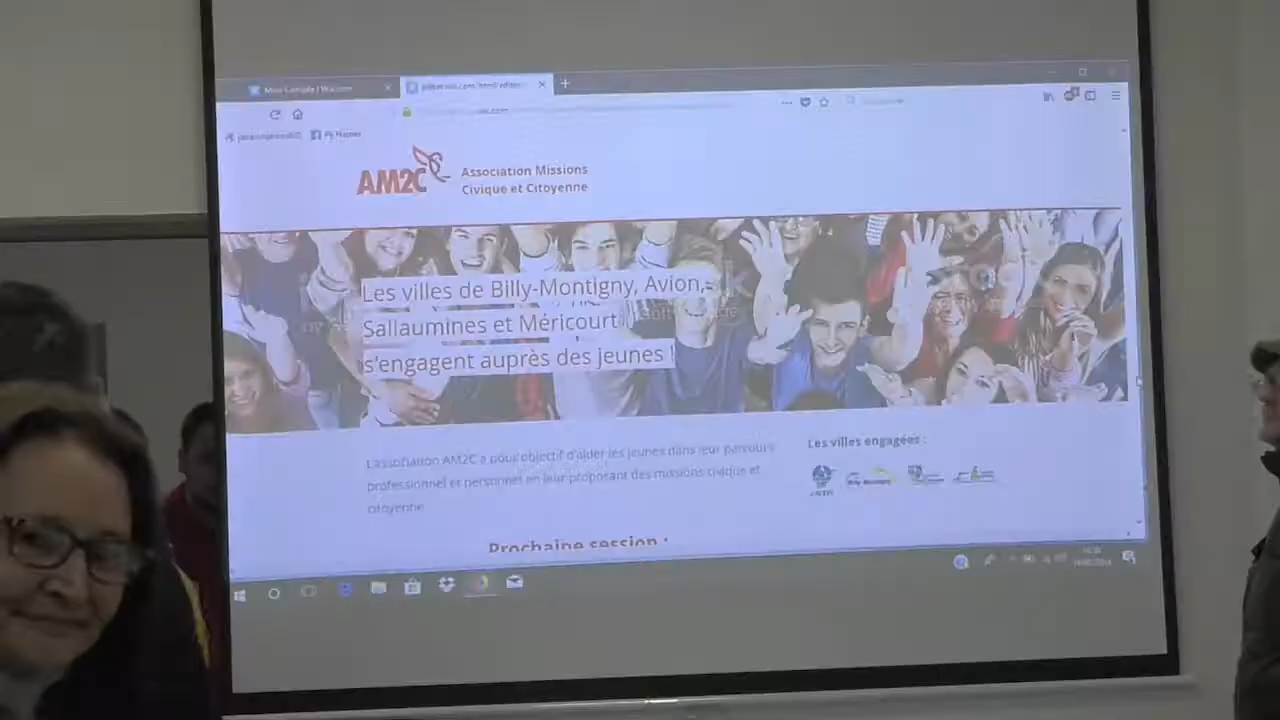 AM2C
Association Missions
Civique et Citoyenne
Les villes de Billy-Montigny, Avion,
Sallaumines et Méricourt
s'engagent auprès des jeunes !
L'association AM2C a pour objectif d'aider les jeunes dans leur parcours
professionnel et personnel en leur proposant des missions civique et
citoyenne
Les villes engagées :
Prochaine session :